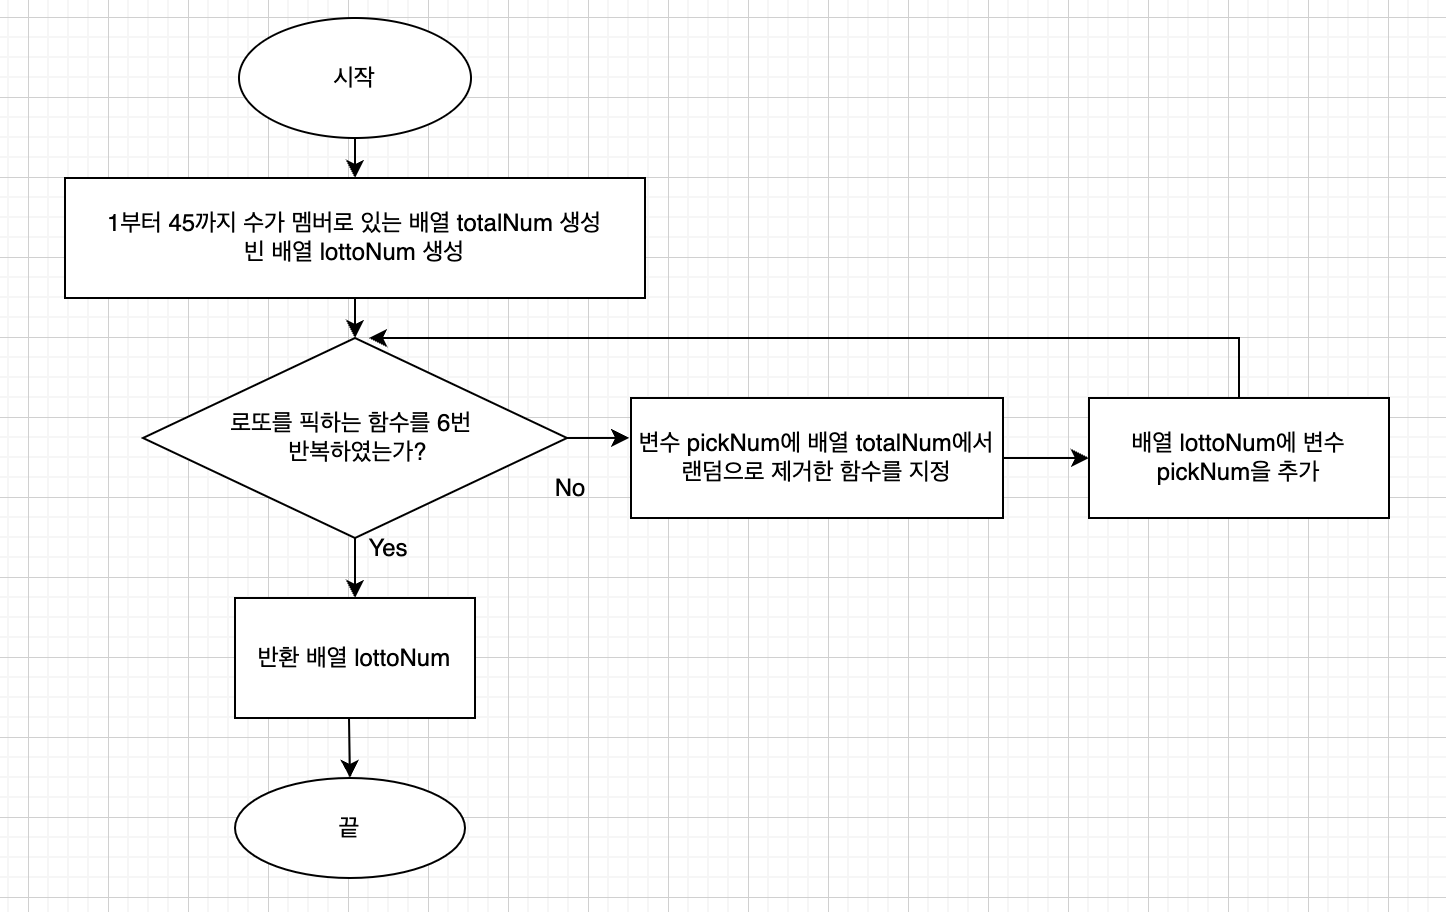 시작
1부터 45까지 수가 멤버로 있는 배열 totalNum 생성
빈 배열 lottoNum 생성
로또를 픽하는 함수를 6번
반복하였는가?
No
변수 pickNum에 배열 totalNum에서
랜덤으로 제거한 함수를 지정
배열 lottoNum에 변수
pickNum을 추가
Yes
반환 배열 lottoNum
끝